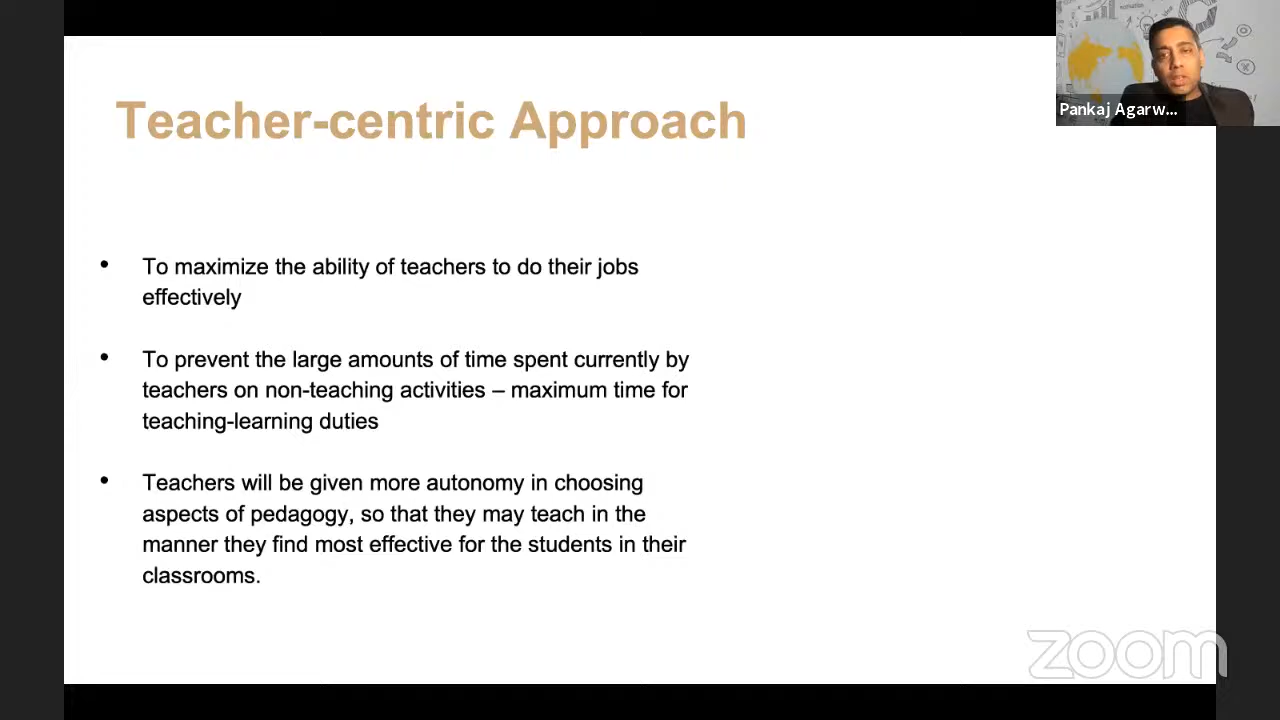 Teacher-centric Approach
Pankaj Agarw...
• To maximize the ability of teachers to do their jobs
effectively
• To prevent the large amounts of time spent currently by
teachers on non-teaching activities – maximum time for
teaching-learning duties
• Teachers will be given more autonomy in choosing
aspects of pedagogy, so that they may teach in the
manner they find most effective for the students in their
classrooms.
zoom